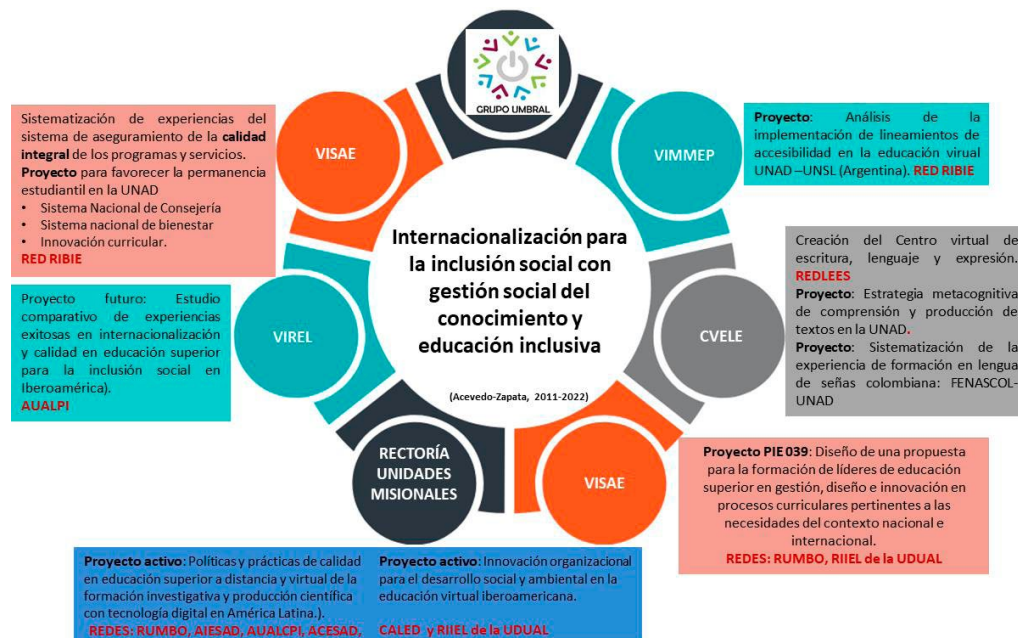 GRUPO UMBRAL
VISAE
VIMMEP
Sistematización de experiencias del
sistema de aseguramiento de la calidad
integral de los programas y servicios.
Proyecto para favorecer la permanencia
estudiantil en la UNAD
• Sistema Nacional de Consejería
• Sistema nacional de bienestar
• Innovación curricular.
RED RIBIE
Proyecto: Análisis de la
implementación de lineamientos de
accesibilidad en la educación virual
UNAD –UNSL (Argentina). RED RIBIE
Internacionalización para
la inclusión social con
gestión social del
conocimiento y
educación inclusiva
(Acevedo-Zapata, 2011-2022)
VIREL
CVELE
Proyecto futuro: Estudio
comparativo de experiencias
exitosas en internacionalización
y calidad en educación superior
para la inclusión social en
Iberoamérica).
AUALPI
Creación del Centro virtual de
escritura, lenguaje y expresión.
REDLEES
Proyecto: Estrategia metacognitiva
de comprensión y producción de
textos en la UNAD.
Proyecto: Sistematización de la
experiencia de formación en lengua
de señas colombiana: FENASCOL-
UNAD
RECTORÍA
UNIDADES
MISIONALES
VISAE
Proyecto PIE 039: Diseño de una propuesta
para la formación de líderes de educación
superior en gestión, diseño e innovación en
procesos curriculares pertinentes a las
necesidades del contexto nacional e
internacional.
REDES: RUMBO, RIIEL de la UDUAL
Proyecto activo: Políticas y prácticas de calidad
en educación superior a distancia y virtual de la
formación investigativa y producción científica
con tecnología digital en América Latina.).
REDES: RUMBO, AIESAD, AUALCPI, ACESAD,
Proyecto activo: Innovación organizacional
para el desarrollo social y ambiental en la
educación virtual iberoamericana.
CALED y RIIEL de la UDUAL